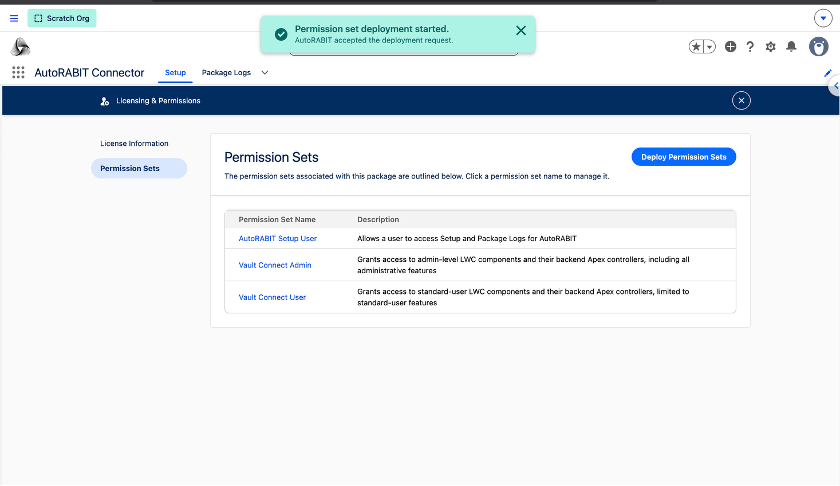 Scratch Org
Permission set deployment started.
AutoRABIT accepted the deployment request.
AutoRABIT Connector
Setup
Package Logs
Licensing & Permissions
License Information
Permission Sets
Permission Sets
Deploy Permission Sets
The permission sets associated with this package are outlined below. Click a permission set name to manage it.
Permission Set Name
Description
AutoRABIT Setup User
Allows a user to access Setup and Package Logs for AutoRABIT
Vault Connect Admin
Grants access to admin-level LWC components and their backend Apex controllers, including all
administrative features
Vault Connect User
Grants access to standard-user LWC components and their backend Apex controllers, limited to
standard-user features